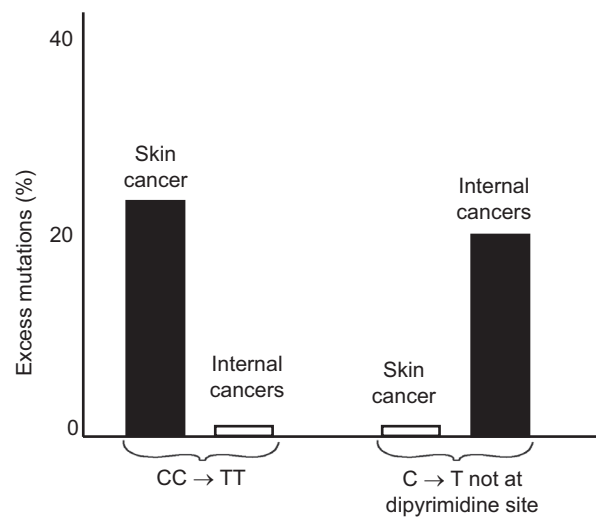 40
20
0
Excess mutations (%)
Skin
cancer
Internal
cancers
Skin
cancer
Internal
cancers
CC → TT
C → T not at
dipyrimidine site